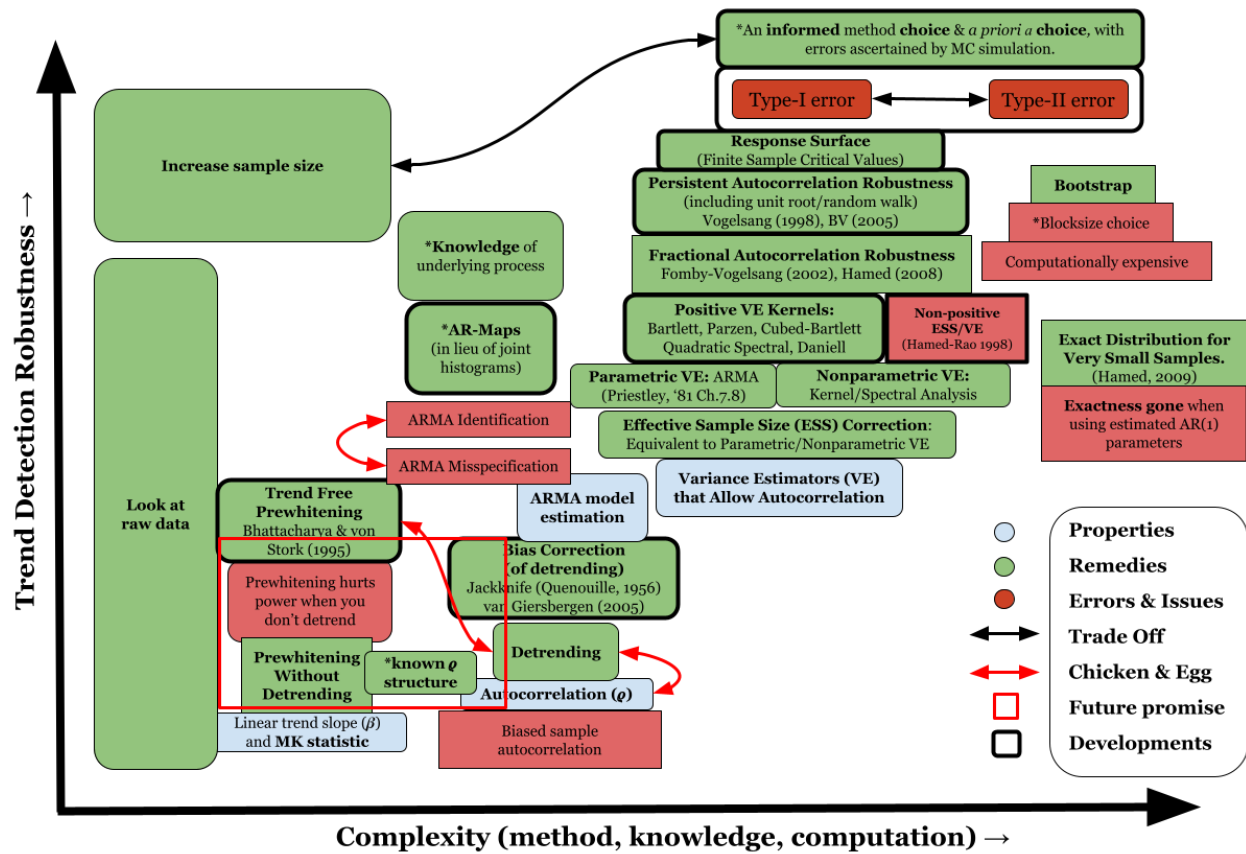 Trend Detection Robustness →
*An informed method choice & a priori a choice, with
errors ascertained by MC simulation.
Type-I error
Type-II error
Increase sample size
Response Surface
(Finite Sample Critical Values)
Persistent Autocorrelation Robustness
(including unit root/random walk)
Vogelsang (1998), BV (2005)
Bootstrap
*Blocksize choice
Computationally expensive
*Knowledge of
underlying process
Fractional Autocorrelation Robustness
Fomby-Vogelsang (2002), Hamed (2008)
*AR-Maps
(in lieu of joint
histograms)
Positive VE Kernels:
Bartlett, Parzen, Cubed-Bartlett
Quadratic Spectral, Daniell
Non-positive
ESS/VE
(Hamed-Rao 1998)
Exact Distribution for
Very Small Samples.
(Hamed, 2009)
Exactness gone when
using estimated AR(1)
parameters
Parametric VE: ARMA
(Priestley, ‘81 Ch.7.8)
Nonparametric VE:
Kernel/Spectral Analysis
ARMA Identification
ARMA Misspecification
Effective Sample Size (ESS) Correction:
Equivalent to Parametric/Nonparametric VE
Variance Estimators (VE)
that Allow Autocorrelation
Look at
raw data
Trend Free
Prewhitening
Bhattacharya & von
Stork (1995)
ARMA model
estimation
Bias Correction
(of detrending)
Jackknife (Quenouille, 1956)
van Giersbergen (2005)
Prewhitening hurts
power when you
don’t detrend
Prewhitening
Without
Detrending
*known ϱ
structure
Detrending
Autocorrelation (ϱ)
Linear trend slope (β)
and MK statistic
Biased sample
autocorrelation
Properties
Remedies
Errors & Issues
Trade Off
Chicken & Egg
Future promise
Developments
Complexity (method, knowledge, computation) →